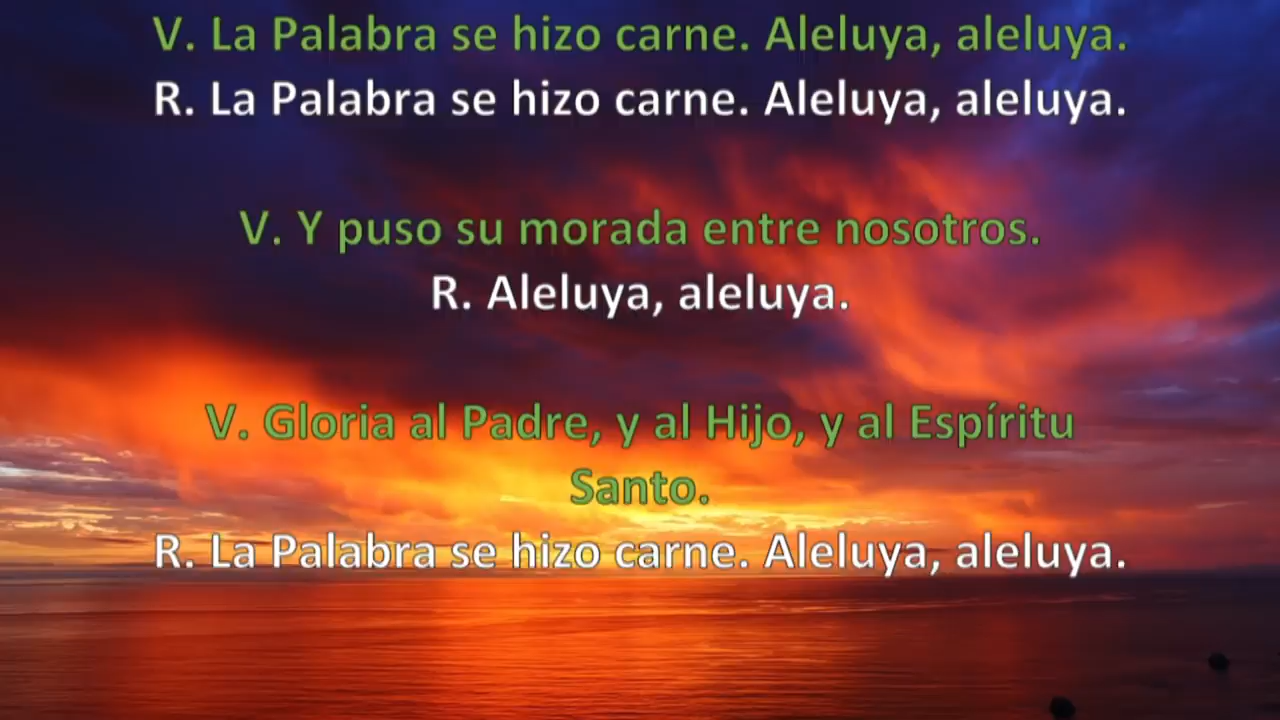 V. La Palabra se hizo carne. Aleluya, aleluya.
R. La Palabra se hizo carne. Aleluya, aleluya.
V. Y puso su morada entre nosotros.
R. Aleluya, aleluya.
V. Gloria al Padre, y al Hijo, y al Espíritu
Santo.
R. La Palabra se hizo carne. Aleluya, aleluya.